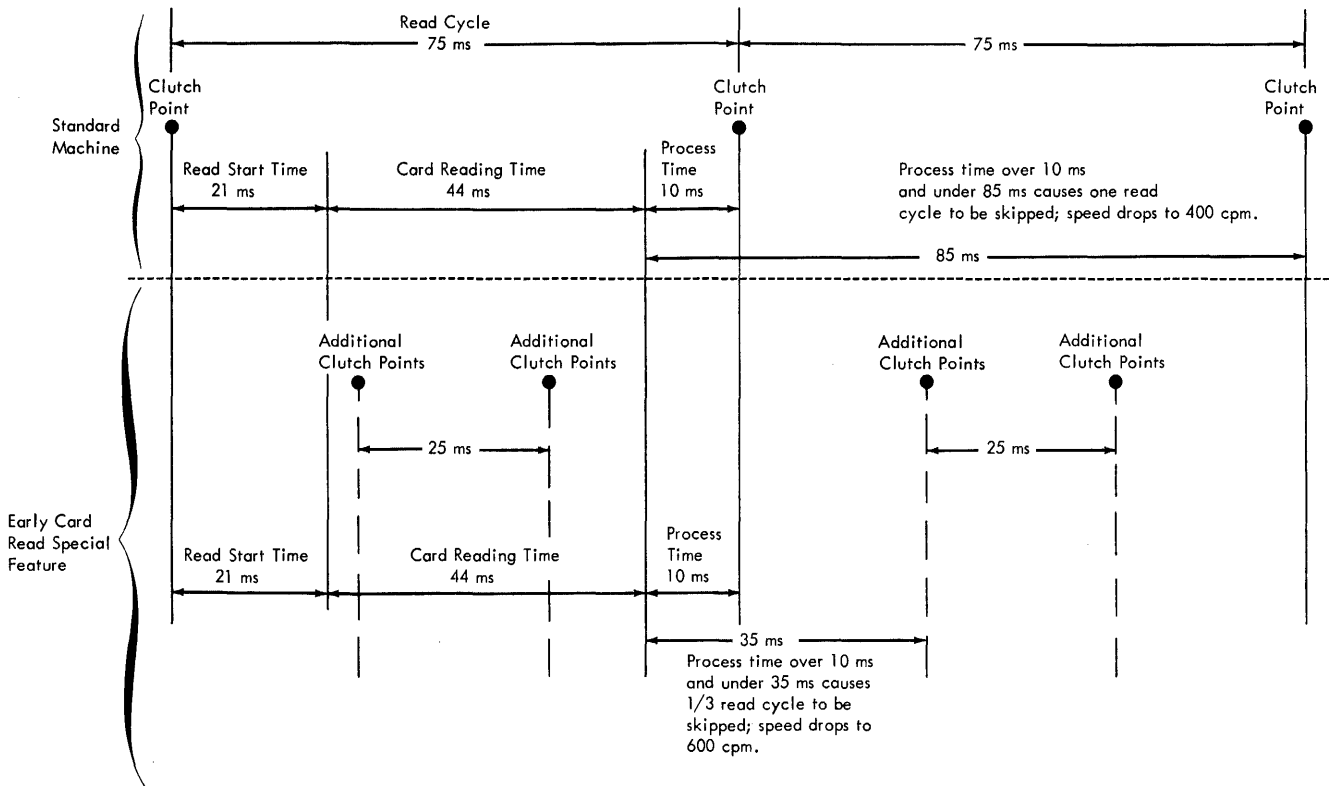 Read Cycle
75 ms
75 ms
Clutch
Point
Clutch
Point
Clutch
Point
Standard
Machine
Read Start Time
21 ms
Card Reading Time
44 ms
Process
Time
10 ms
Process time over 10 ms
and under 85 ms causes one read
cycle to be skipped; speed drops to 400 cpm.
85 ms
Additional
Clutch Points
Additional
Clutch Points
Additional
Clutch Points
Additional
Clutch Points
25 ms
25 ms
Early Card
Read Special
Feature
Read Start Time
21 ms
Card Reading Time
44 ms
Process
Time
10 ms
35 ms
Process time over 10 ms
and under 35 ms causes
1/3 read cycle to be
skipped; speed drops to
600 cpm.